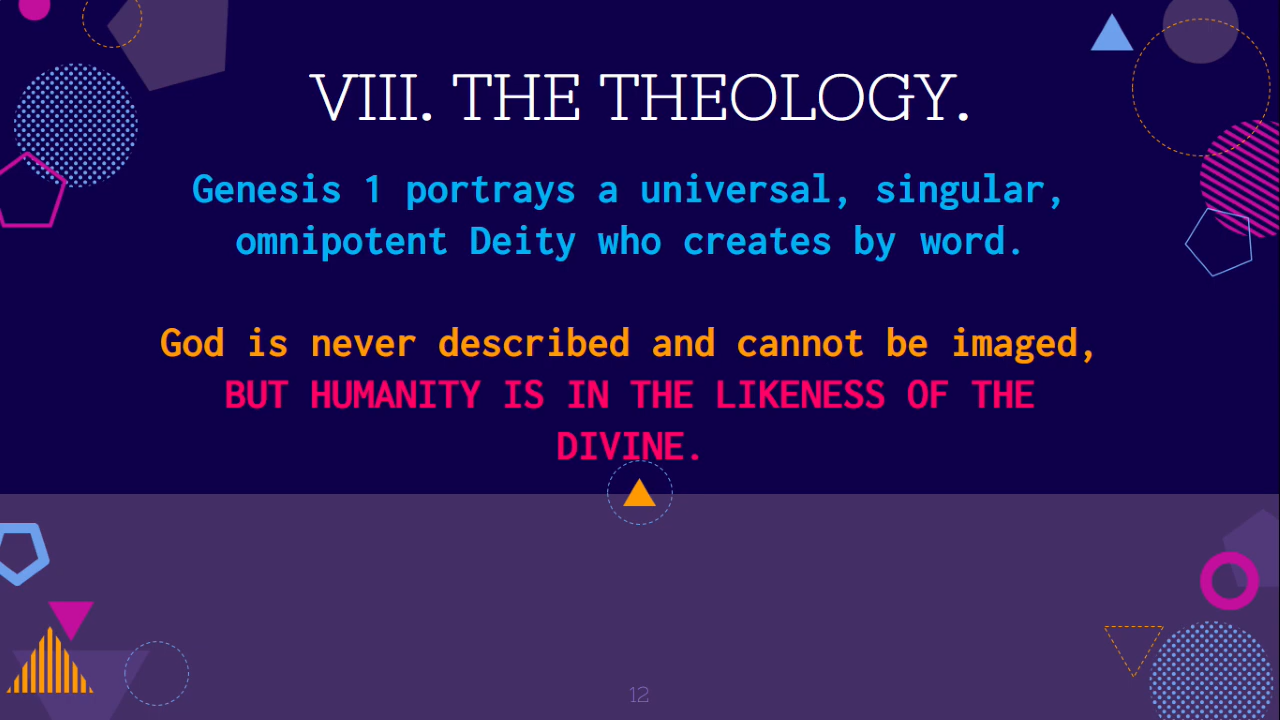 VIII. THE THEOLOGY.
Genesis 1 portrays a universal, singular,
omnipotent Deity who creates by word.
God is never described and cannot be imaged,
BUT HUMANITY IS IN THE LIKENESS OF THE
DIVINE.
12